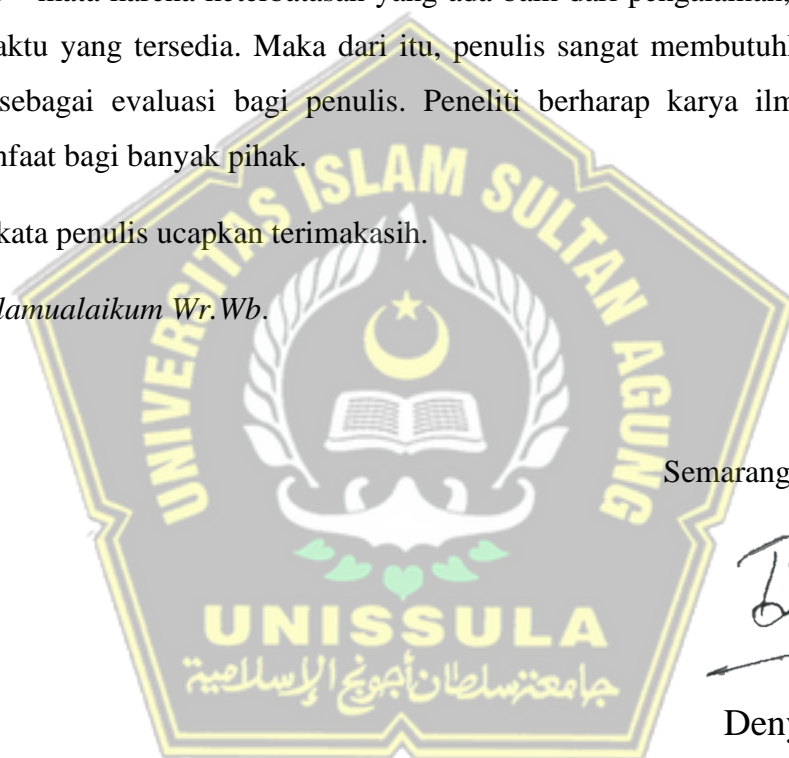 mata karena keterbatasan yang ada baik dari pengalaman,
aktu yang tersedia. Maka dari itu, penulis sangat membutuhk
sebagai evaluasi bagi penulis. Peneliti berharap karya ilm
nfaat bagi banyak pihak.
kata penulis ucapkan terimakasih.
lamualaikum Wr.Wb.
UNIVERSITAS ISLAM SULTAN AGUNG
Semarang
UNISSULA
جامعة سلطان أجونج الإسلامية
Deny